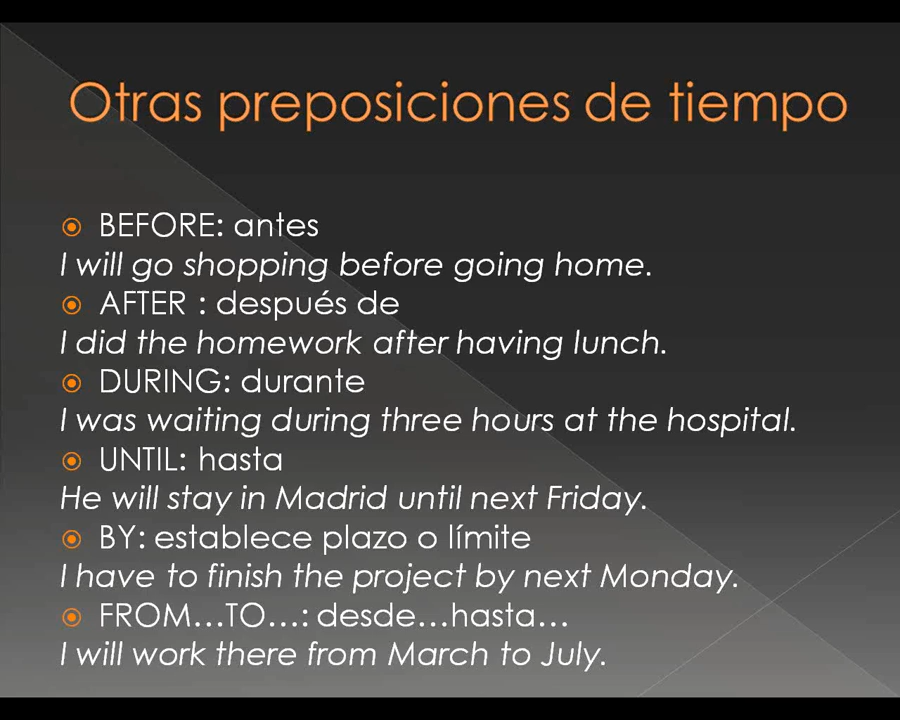 Otras preposiciones de tiempo
BEFORE: antes
I will go shopping before going home.
AFTER : después de
I did the homework after having lunch.
DURING: durante
I was waiting during three hours at the hospital.
UNTIL: hasta
He will stay in Madrid until next Friday.
BY: establece plazo o límite
I have to finish the project by next Monday.
FROM…TO…: desde…hasta…
I will work there from March to July.